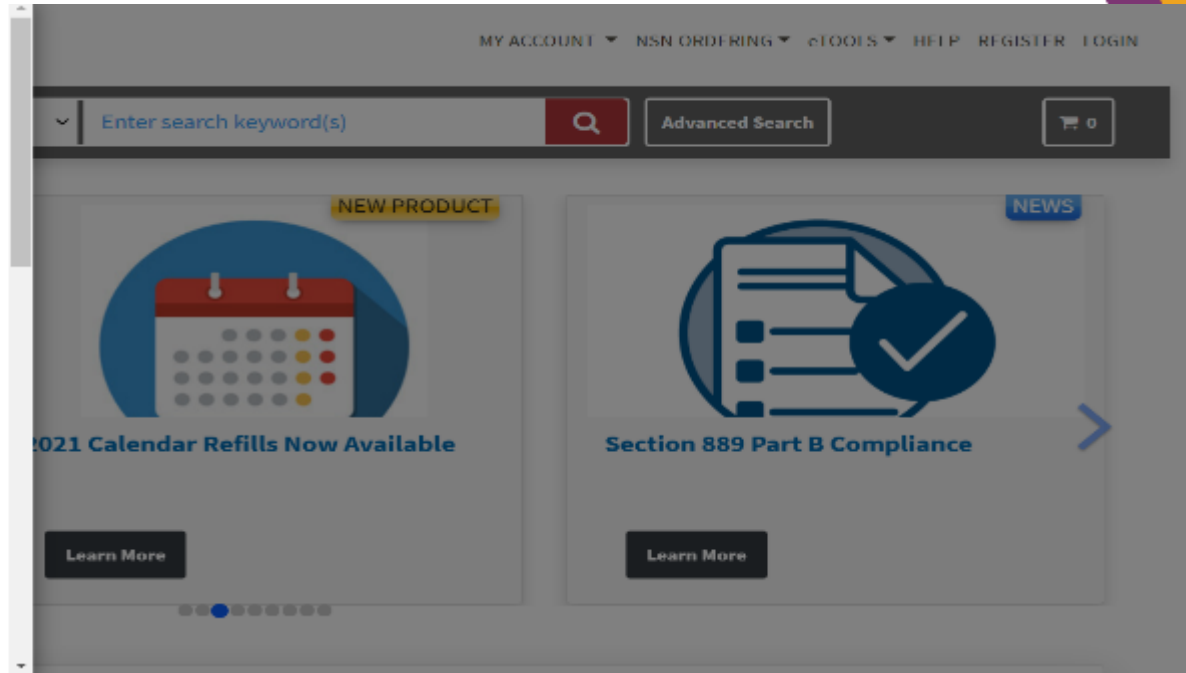 MY ACCOUNT NSN ORDERING eTOOLS HELP REGISTER LOGIN
Enter search keyword(s) Advanced Search 0
NEW PRODUCT NEWS
2021 Calendar Refills Now Available
Section 889 Part B Compliance
Learn More Learn More